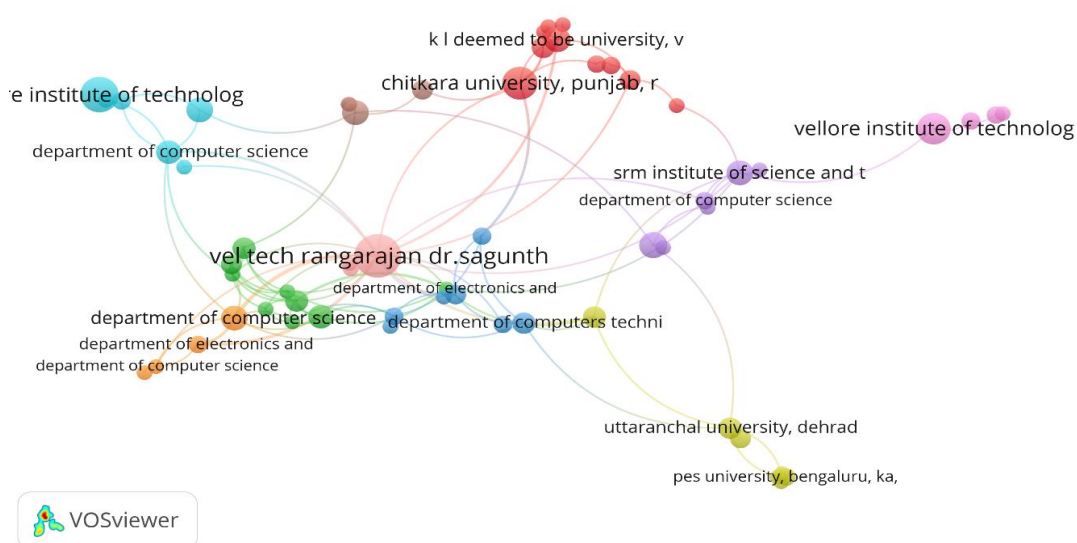 k l deemed to be university, v
chitkara university, punjab, r
e institute of technolog
vellore institute of technolog
department of computer science
srm institute of science and t
department of computer science
vel tech rangarajan dr.sagunth
department of electronics and
department of computer science
department of computers techni
department of electronics and
department of computer science
uttaranchal university, dehrad
pes university, bengaluru, ka,
VOSviewer